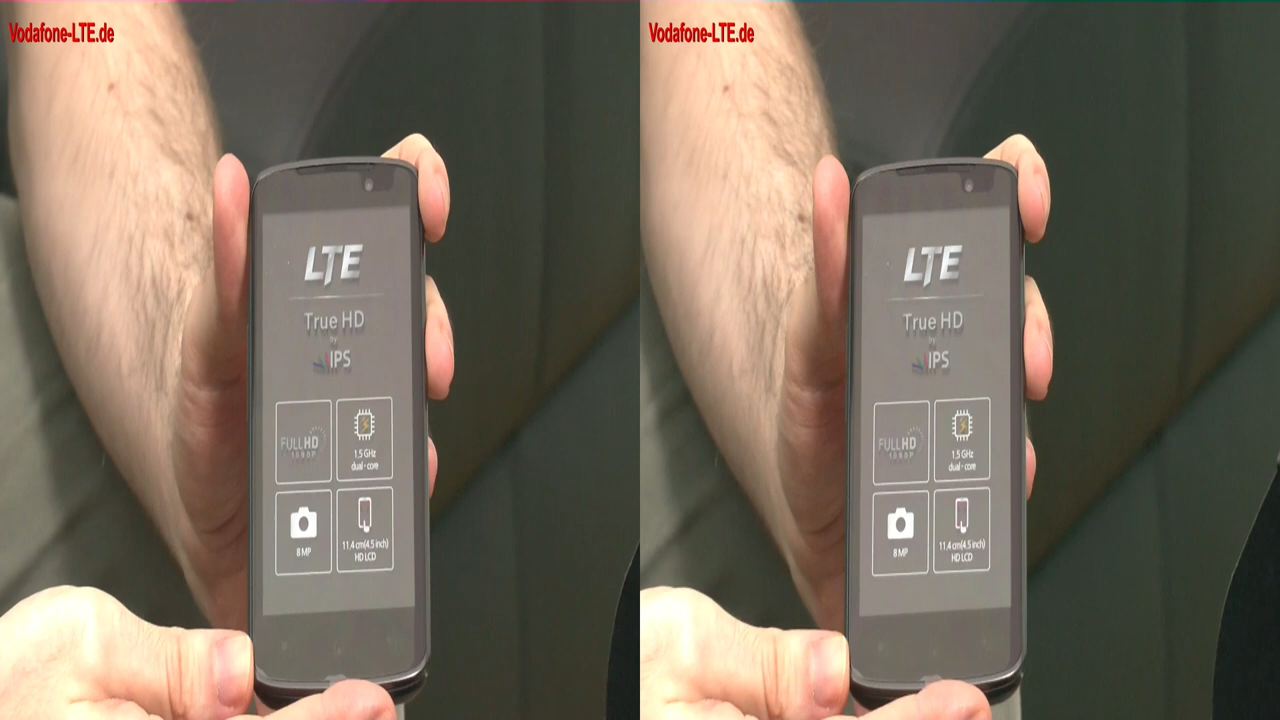 Vodafone-LTE.de
LTE
True HD
by
IPS
FULL HD
1080P
1.5 GHz
dual-core
8 MP
11.4 cm(4.5 inch)
HD LCD
Vodafone-LTE.de
LTE
True HD
by
IPS
FULL HD
1080P
1.5 GHz
dual-core
8 MP
11.4 cm(4.5 inch)
HD LCD